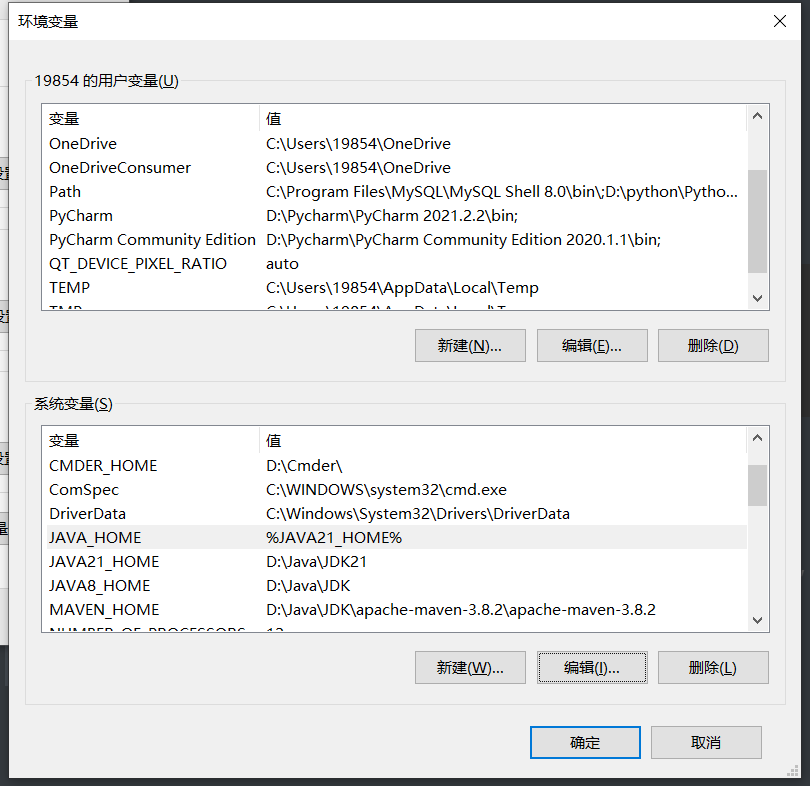 环境变量
19854 的用户变量(U)
变量 值
OneDrive C:\Users\19854\OneDrive
OneDriveConsumer C:\Users\19854\OneDrive
Path C:\Program Files\MySQL\MySQL Shell 8.0\bin\;D:\python\Pytho...
PyCharm D:\Pycharm\PyCharm 2021.2.2\bin;
PyCharm Community Edition D:\Pycharm\PyCharm Community Edition 2020.1.1\bin;
QT_DEVICE_PIXEL_RATIO auto
TEMP C:\Users\19854\AppData\Local\Temp
新建(N)... 编辑(E)... 删除(D)
系统变量(S)
变量 值
CMDER_HOME D:\Cmder\
ComSpec C:\WINDOWS\system32\cmd.exe
DriverData C:\Windows\System32\Drivers\DriverData
JAVA_HOME %JAVA21_HOME%
JAVA21_HOME D:\Java\JDK21
JAVA8_HOME D:\Java\JDK
MAVEN_HOME D:\Java\JDK\apache-maven-3.8.2\apache-maven-3.8.2
NUMBER_OF_PROCESSORS 12
新建(W)... 编辑(I)... 删除(L)
确定 取消